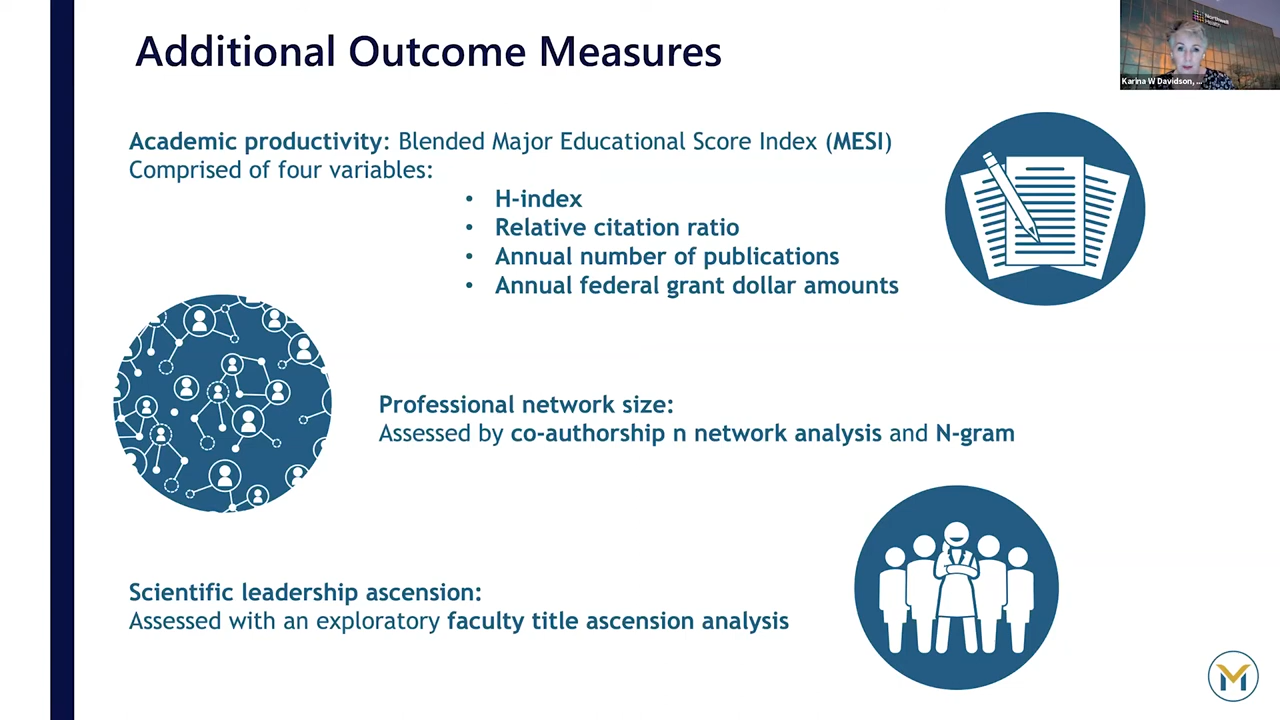 Additional Outcome Measures
Northwell
Health
Karina W Davidson, ...
Academic productivity: Blended Major Educational Score Index (MESI)
Comprised of four variables:
• H-index
• Relative citation ratio
• Annual number of publications
• Annual federal grant dollar amounts
Professional network size:
Assessed by co-authorship n network analysis and N-gram
Scientific leadership ascension:
Assessed with an exploratory faculty title ascension analysis
M